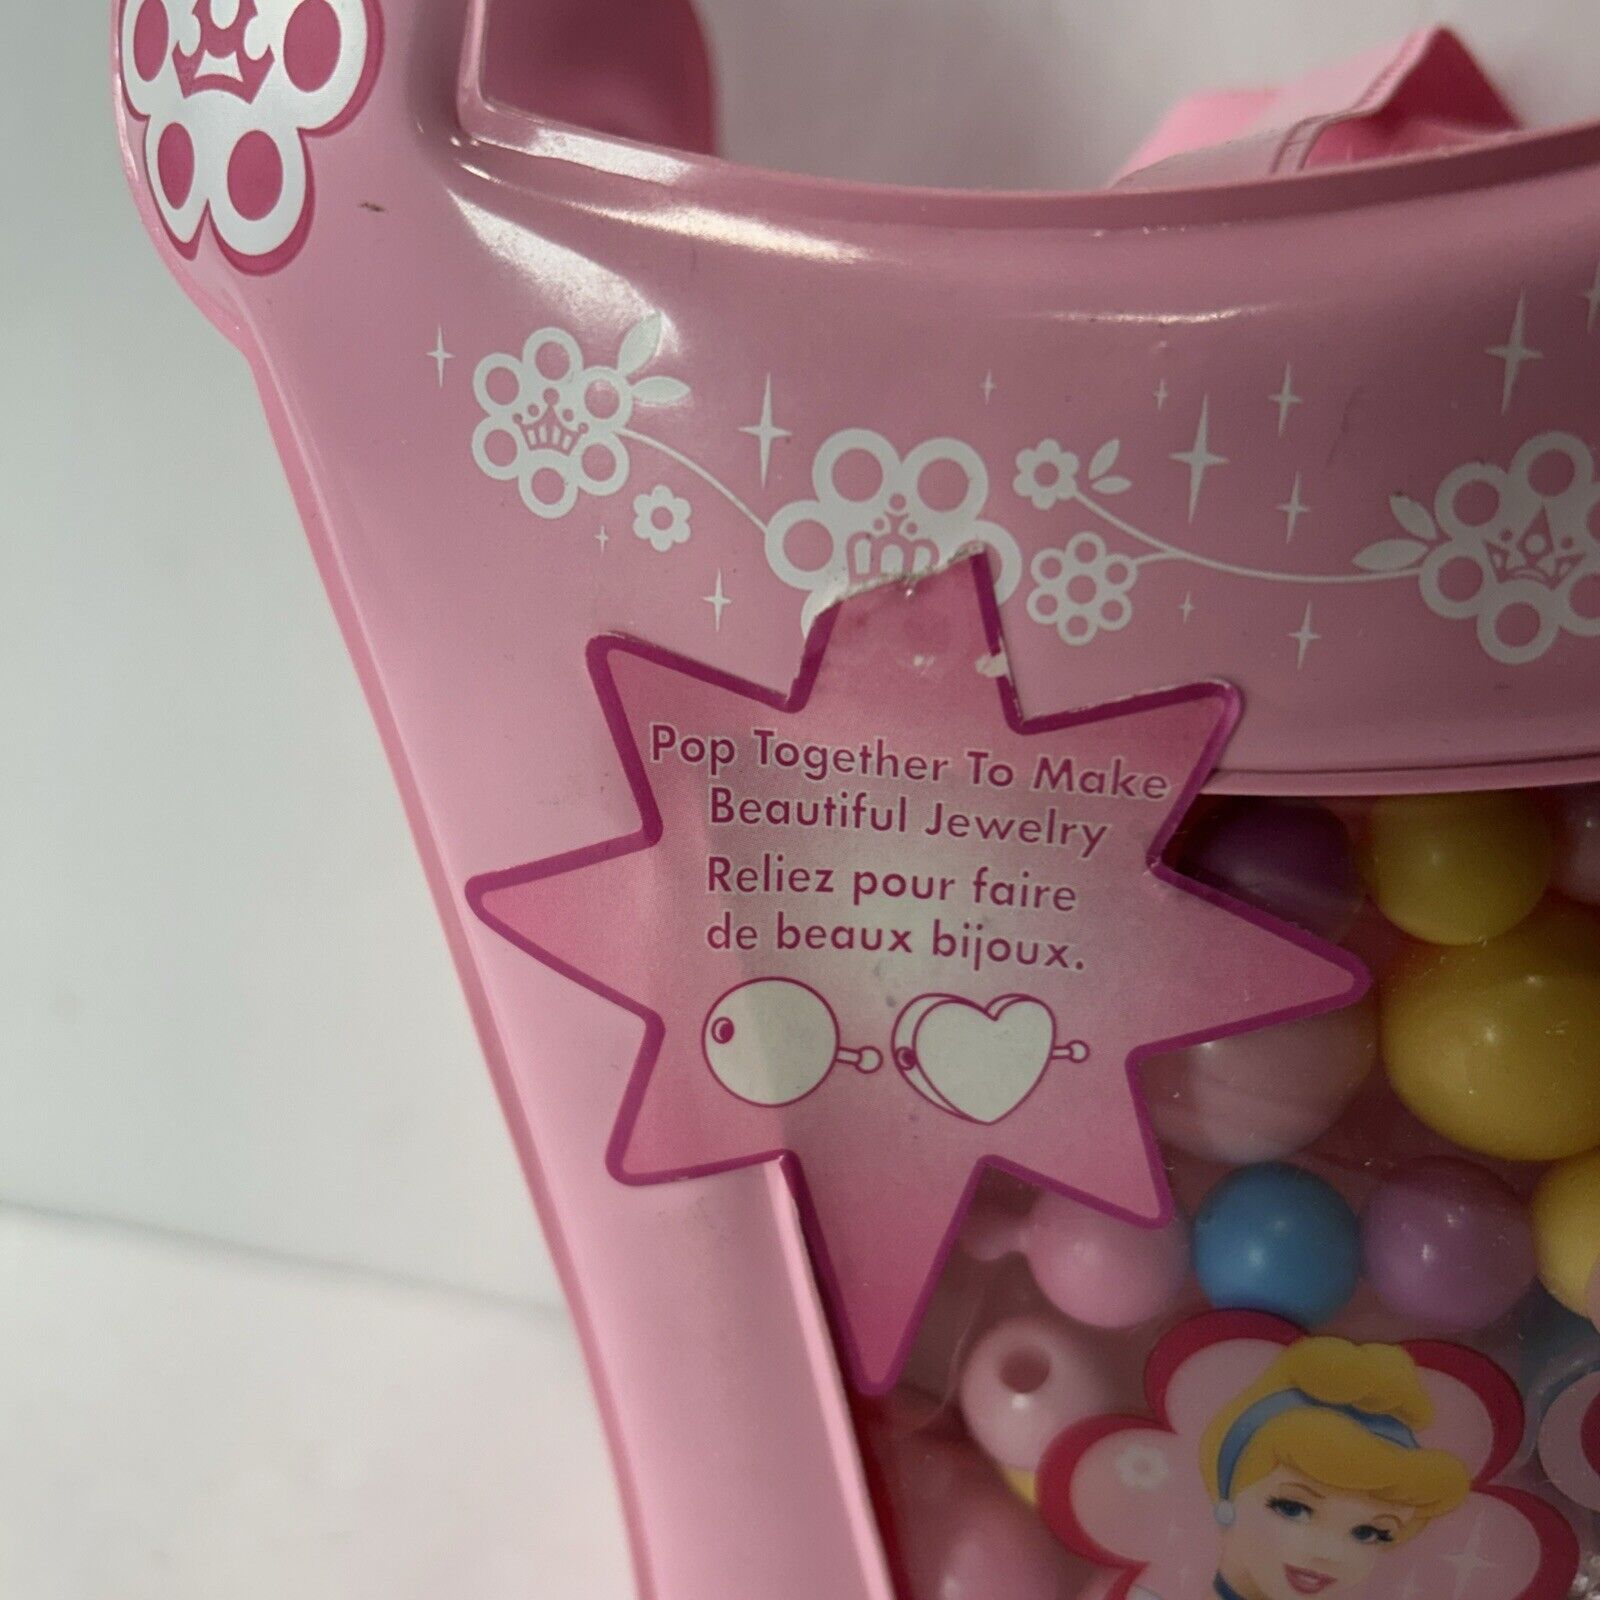 Pop Together To Make
Beautiful Jewelry
Reliez pour faire
de beaux bijoux.